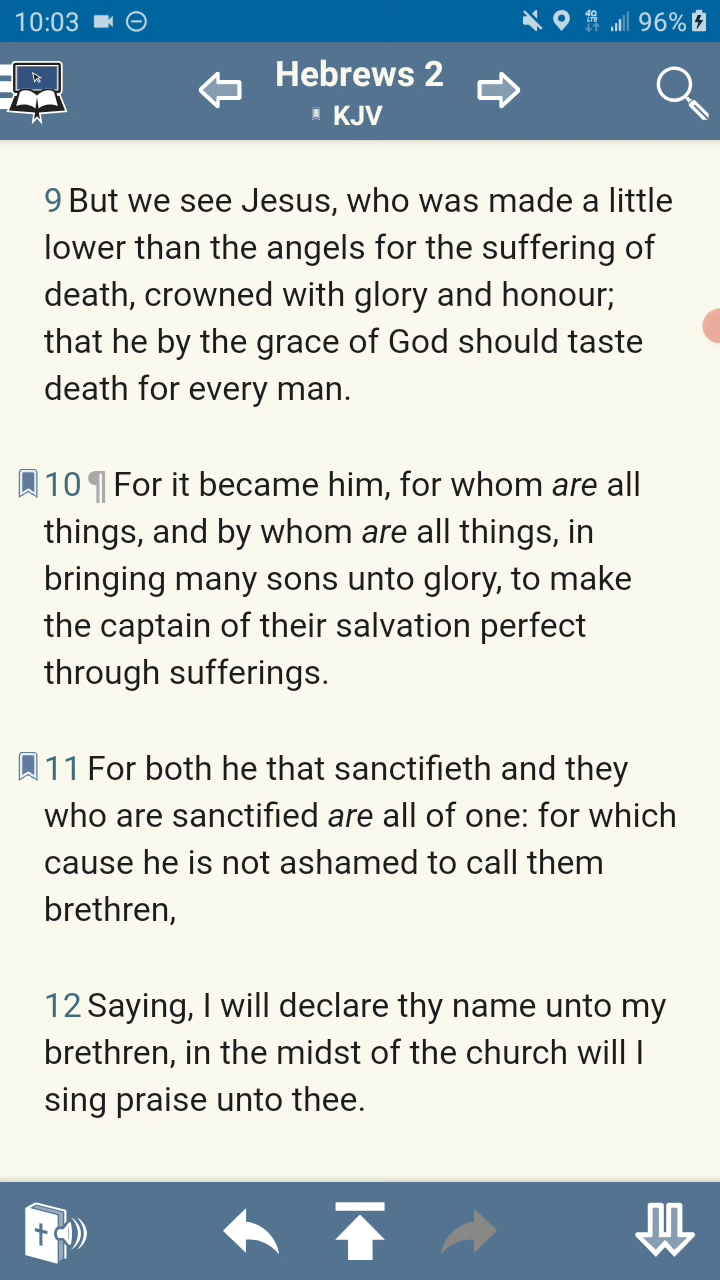 10:03
4G
LTE
96%
Hebrews 2
KJV
9 But we see Jesus, who was made a little
lower than the angels for the suffering of
death, crowned with glory and honour;
that he by the grace of God should taste
death for every man.
10 ¶ For it became him, for whom are all
things, and by whom are all things, in
bringing many sons unto glory, to make
the captain of their salvation perfect
through sufferings.
11 For both he that sanctifieth and they
who are sanctified are all of one: for which
cause he is not ashamed to call them
brethren,
12 Saying, I will declare thy name unto my
brethren, in the midst of the church will I
sing praise unto thee.